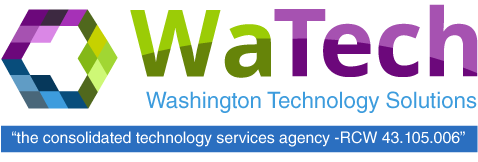 WaTech
Washington Technology Solutions
“the consolidated technology services agency -RCW 43.105.006”